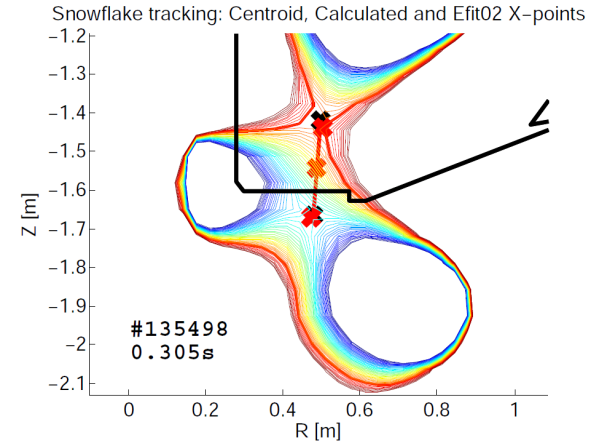 Snowflake tracking: Centroid, Calculated and Efit02 X−points
−1.2
−1.3
−1.4
−1.5
−1.6
−1.7
−1.8
−1.9
−2
−2.1
Z [m]
#135498
0.305s
0 0.2 0.4 0.6 0.8 1
R [m]